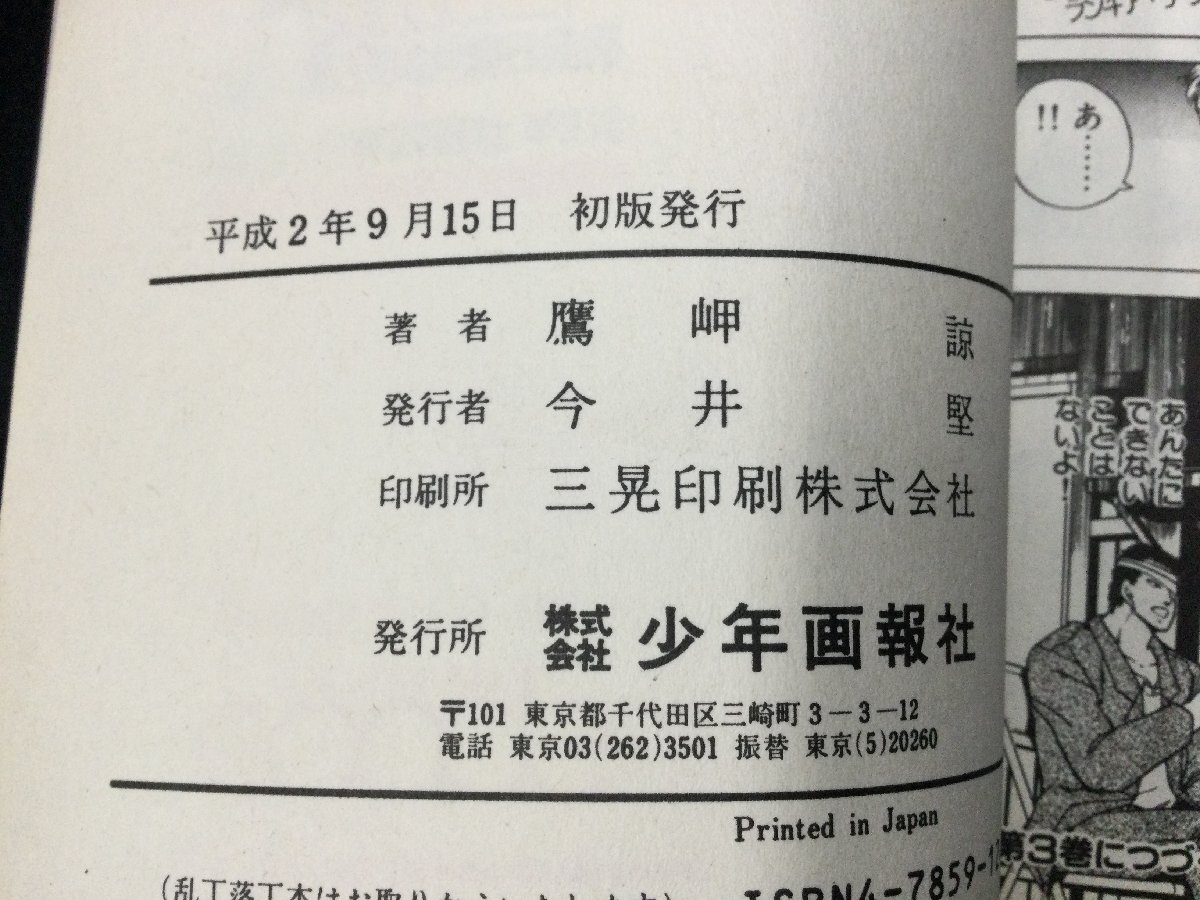 平成2年9月15日 初版発行
著者 鷹岬 諒
発行者 今井 堅
印刷所 三晃印刷株式会社
発行所 株式会社 少年画報社
〒101 東京都千代田区三崎町3-3-12
電話 東京03(262)3501 振替 東京(5)20260
Printed in Japan
ISBN4-7859-1
あ………!!
あんたに
できない
ことは
ないよ!
第3巻につづ